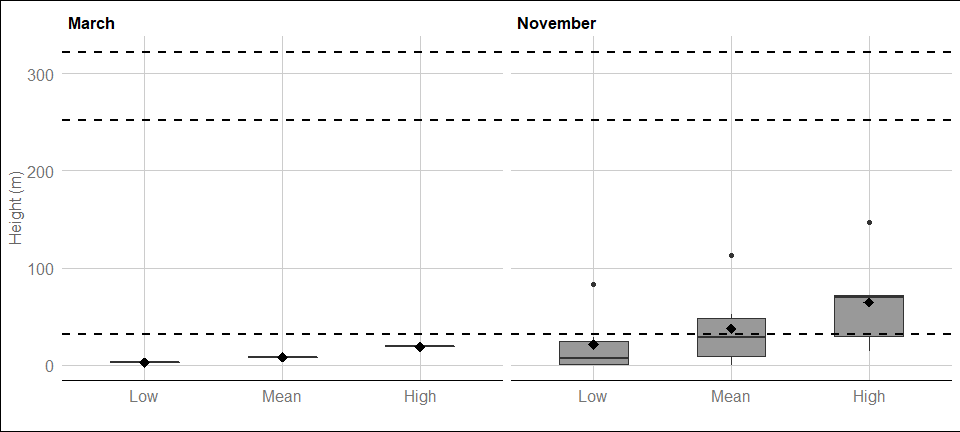 March
November
Height (m)
300
200
100
0
Low
Mean
High
Low
Mean
High